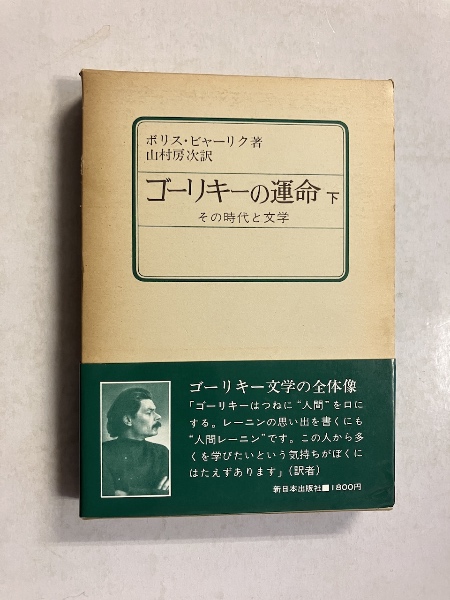 ボリス・ビャーリク著
山村房次訳
ゴーリキーの運命 下
その時代と文学
ゴーリキー文学の全体像
「ゴーリキーはつねに“人間”を口に
する。レーニンの思い出を書くにも
“人間レーニン”です。この人から多
くを学びたいという気持ちがぼくに
はたえずあります」(訳者)
新日本出版社■1800円